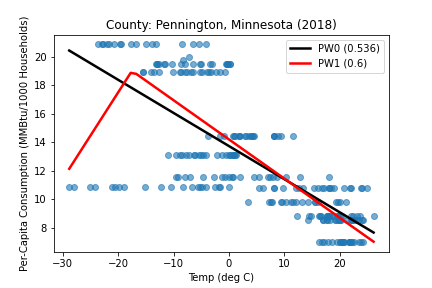 County: Pennington, Minnesota (2018)
Per-Capita Consumption (MMBtu/1000 Households)
PW0 (0.536)
PW1 (0.6)
20
18
16
14
12
10
8
−30
−20
−10
0
10
20
Temp (deg C)